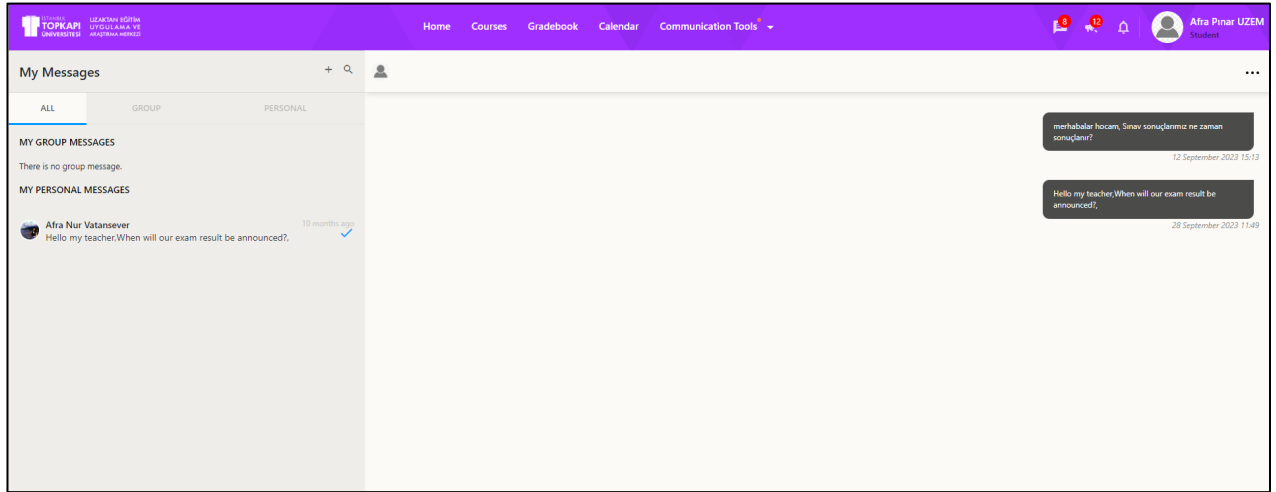 İSTANBUL
TOPKAPI
ÜNİVERSİTESİ
UZAKTAN EĞİTİM
UYGULAMA VE
ARAŞTIRMA MERKEZİ
Home Courses Gradebook Calendar Communication Tools
8 12
Afra Pınar UZEM
Student
My Messages
ALL GROUP PERSONAL
MY GROUP MESSAGES
There is no group message.
MY PERSONAL MESSAGES
Afra Nur Vatansever 10 months ago
Hello my teacher,When will our exam result be announced?,
merhabalar hocam, Sınav sonuçlarımız ne zaman
sonuçlanır?
12 September 2023 15:13
Hello my teacher,When will our exam result be
announced?,
28 September 2023 11:49